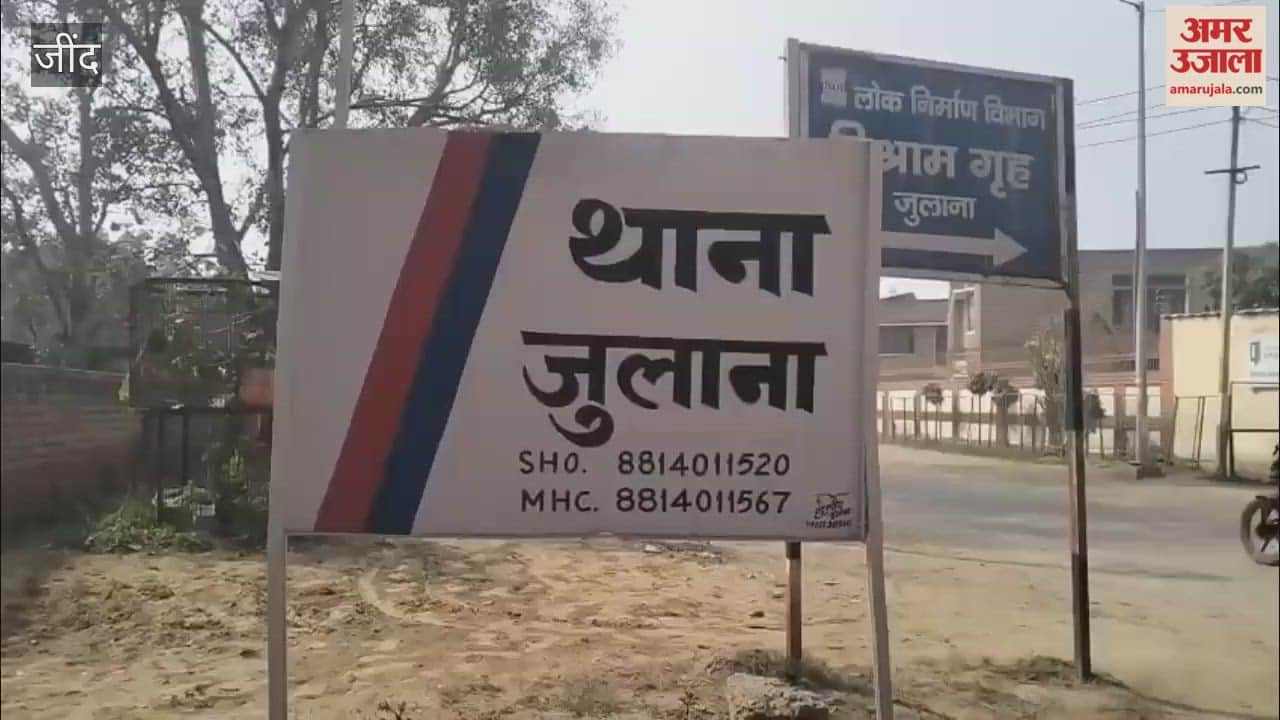 जींद
अमर
उजाला
amarujala.com
लोक निर्माण विभाग
विश्राम गृह
जुलाना
थाना
जुलाना
SHO. 8814011520
MHC. 8814011567